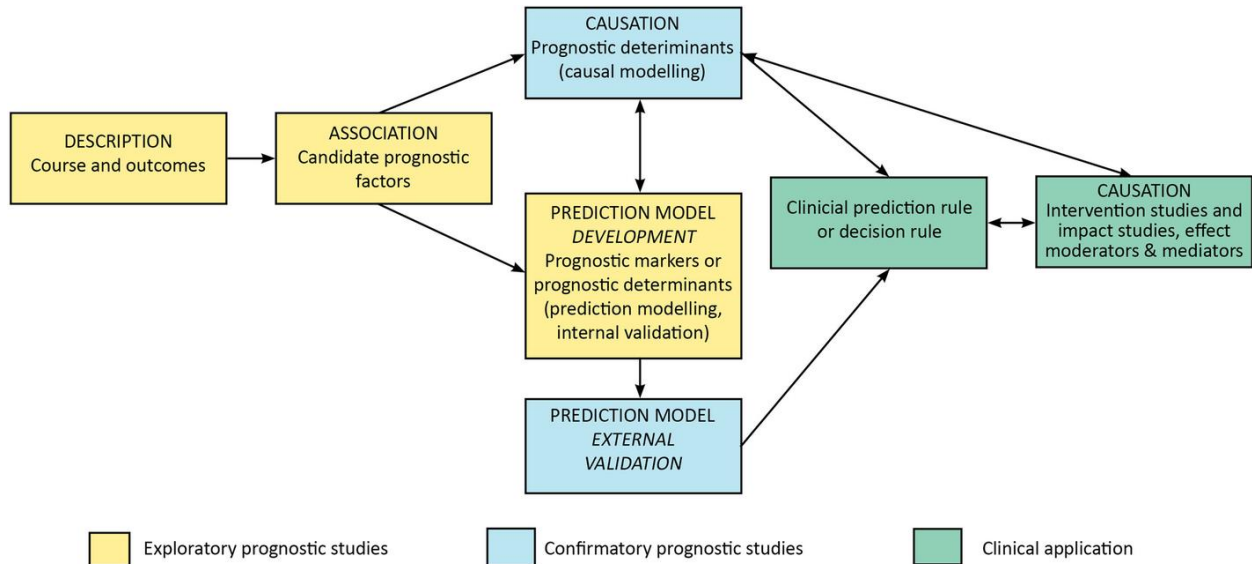 CAUSATION
Prognostic deteriminants
(causal modelling)
DESCRIPTION
Course and outcomes
ASSOCIATION
Candidate prognostic
factors
PREDICTION MODEL
DEVELOPMENT
Prognostic markers or
prognostic determinants
(prediction modelling,
internal validation)
Clinicial prediction rule
or decision rule
CAUSATION
Intervention studies and
impact studies, effect
moderators & mediators
PREDICTION MODEL
EXTERNAL
VALIDATION
Exploratory prognostic studies
Confirmatory prognostic studies
Clinical application